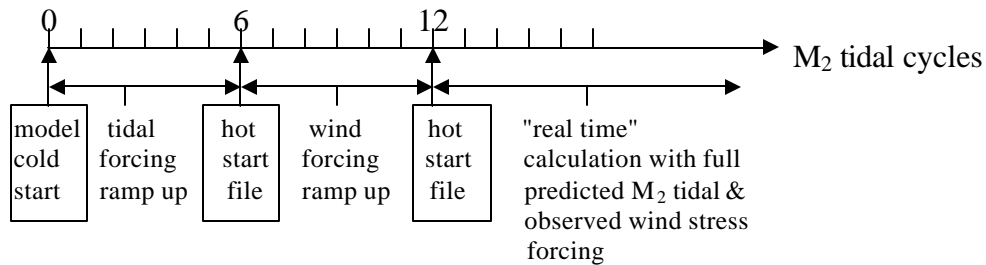 0 6 12
M₂ tidal cycles
model
cold
start
tidal
forcing
ramp up
hot
start
file
wind
forcing
ramp up
hot
start
file
"real time"
calculation with full
predicted M₂ tidal &
observed wind stress
forcing